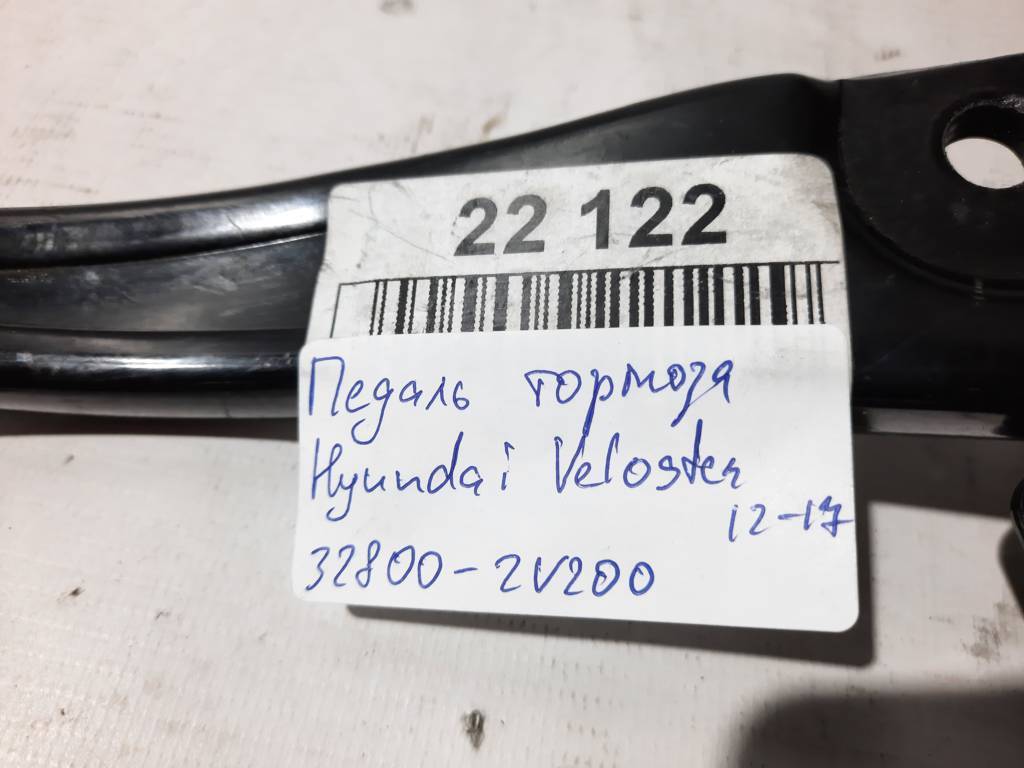 22 122
Педаль тормоза
Hyundai Veloster
12-17
32800-2V200